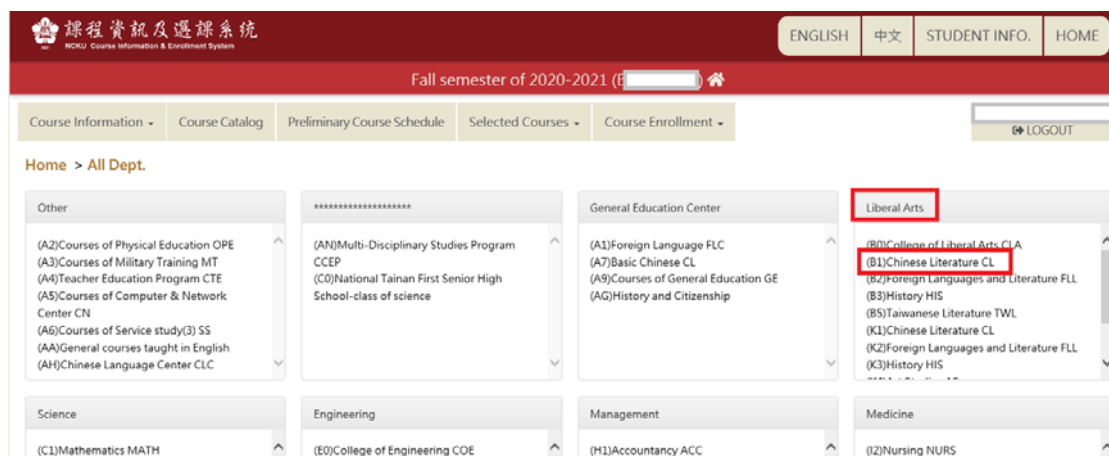 課程資訊及選課系統
NCKU Course Information & Enrollment System
ENGLISH 中文 STUDENT INFO. HOME
Fall semester of 2020-2021 (E )
Course Information Course Catalog Preliminary Course Schedule Selected Courses Course Enrollment
LOGOUT
Home > All Dept.
Other
(A2)Courses of Physical Education OPE
(A3)Courses of Military Training MT
(A4)Teacher Education Program CTE
(A5)Courses of Computer & Network
Center CN
(A6)Courses of Service study(3) SS
(AA)General courses taught in English
(AH)Chinese Language Center CLC
********************
(AN)Multi-Disciplinary Studies Program
CCEP
(C0)National Tainan First Senior High
School-class of science
General Education Center
(A1)Foreign Language FLC
(A7)Basic Chinese CL
(A9)Courses of General Education GE
(AG)History and Citizenship
Liberal Arts
(B0)College of Liberal Arts CLA
(B1)Chinese Literature CL
(B2)Foreign Languages and Literature FLL
(B3)History HIS
(B5)Taiwanese Literature TWL
(K1)Chinese Literature CL
(K2)Foreign Languages and Literature FLL
(K3)History HIS
Science
(C1)Mathematics MATH
Engineering
(E0)College of Engineering COE
Management
(H1)Accountancy ACC
Medicine
(I2)Nursing NURS